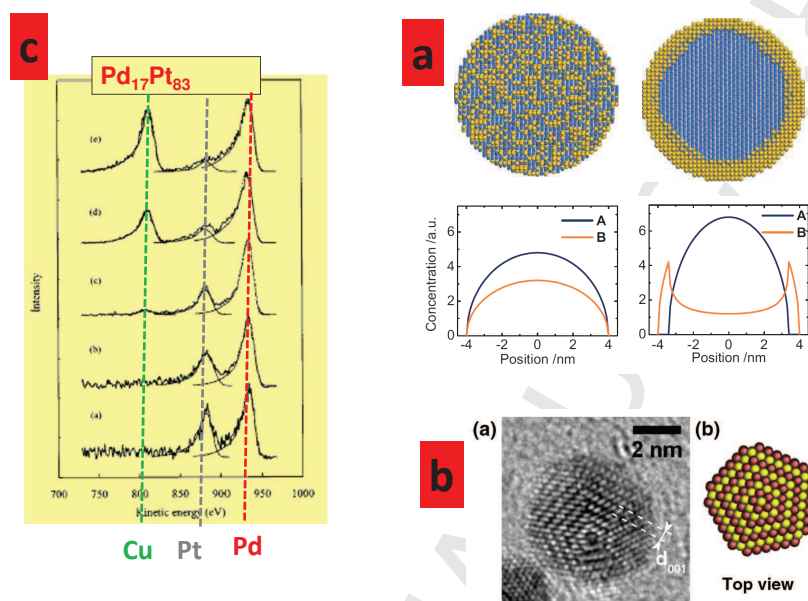 c
Pd17Pt83
(e)
(d)
(c)
(b)
(a)
Intensity
700
750
800
850
900
950
1000
Kinetic energy (eV)
Cu
Pt
Pd
a
A
B
Concentration /a.u.
6
4
2
0
-4
-2
0
2
4
Position /nm
A
B
6
4
2
0
-4
-2
0
2
4
Position /nm
b
(a)
2 nm
d001
(b)
Top view